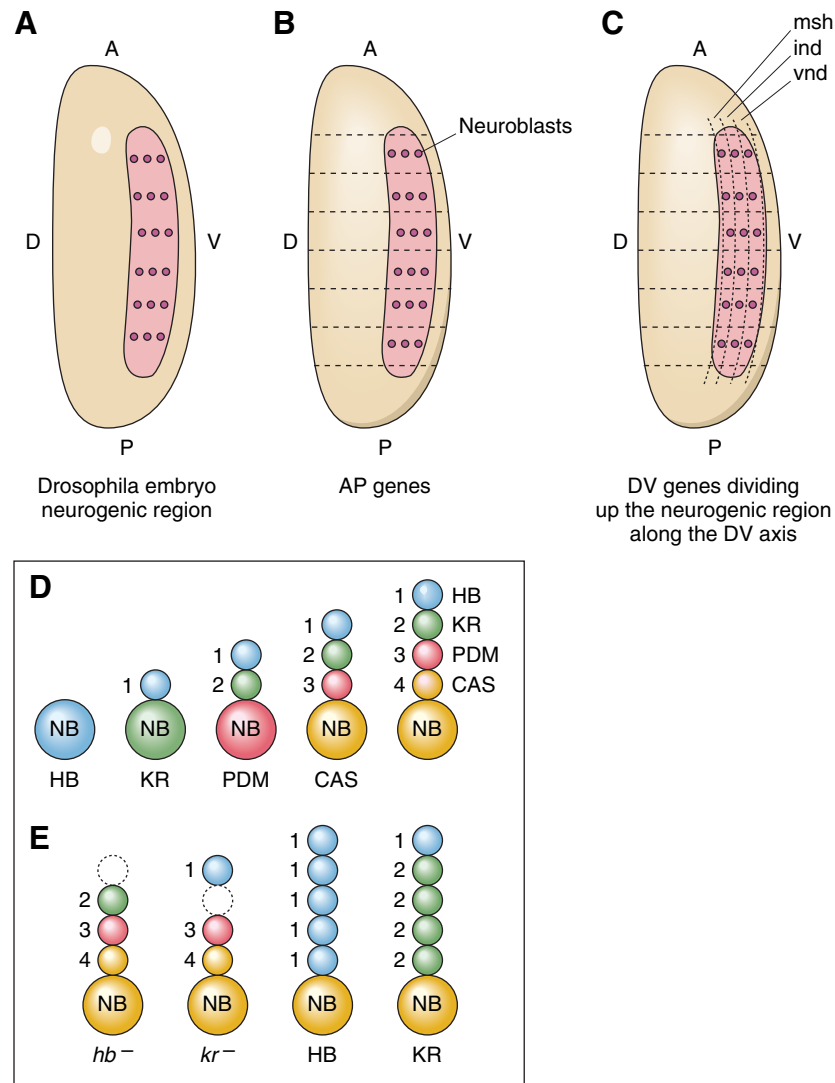 A
A
D
V
P
Drosophila embryo
neurogenic region
B
A
Neuroblasts
D
V
P
AP genes
C
msh
ind
vnd
A
D
V
P
DV genes dividing
up the neurogenic region
along the DV axis
D
NB
HB
1
NB
KR
1
2
NB
PDM
1
2
3
NB
CAS
1 HB
2 KR
3 PDM
4 CAS
NB
E
2
3
4
NB
hb –
1
3
4
NB
kr –
1
1
1
1
1
NB
HB
1
2
2
2
2
NB
KR